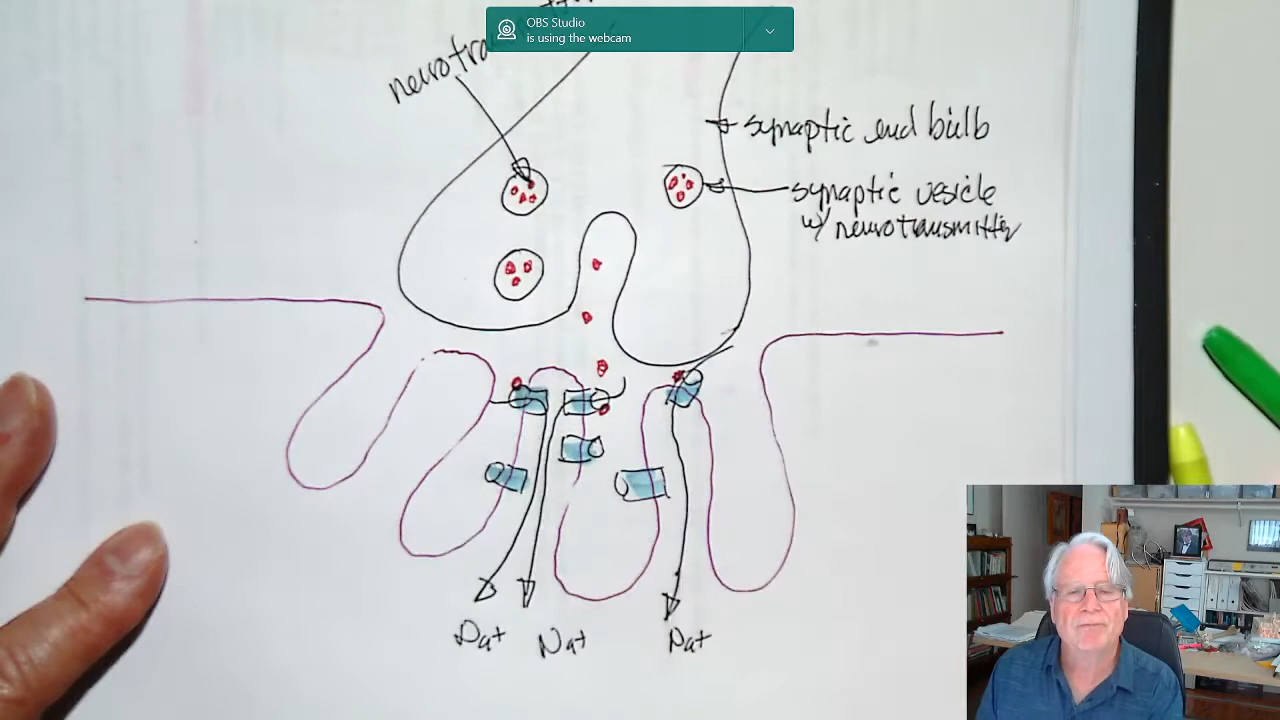 OBS Studio
is using the webcam
synaptic end bulb
synaptic vesicle
w/ neurotransmitter
Na+ Na+ Na+